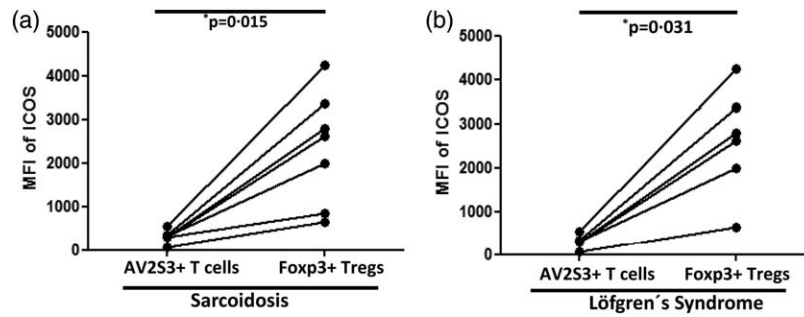 (a)
*p=0·015
MFI of ICOS
5000
4000
3000
2000
1000
0
AV2S3+ T cells
Foxp3+ Tregs
Sarcoidosis
(b)
*p=0·031
MFI of ICOS
5000
4000
3000
2000
1000
0
AV2S3+ T cells
Foxp3+ Tregs
Löfgren´s Syndrome